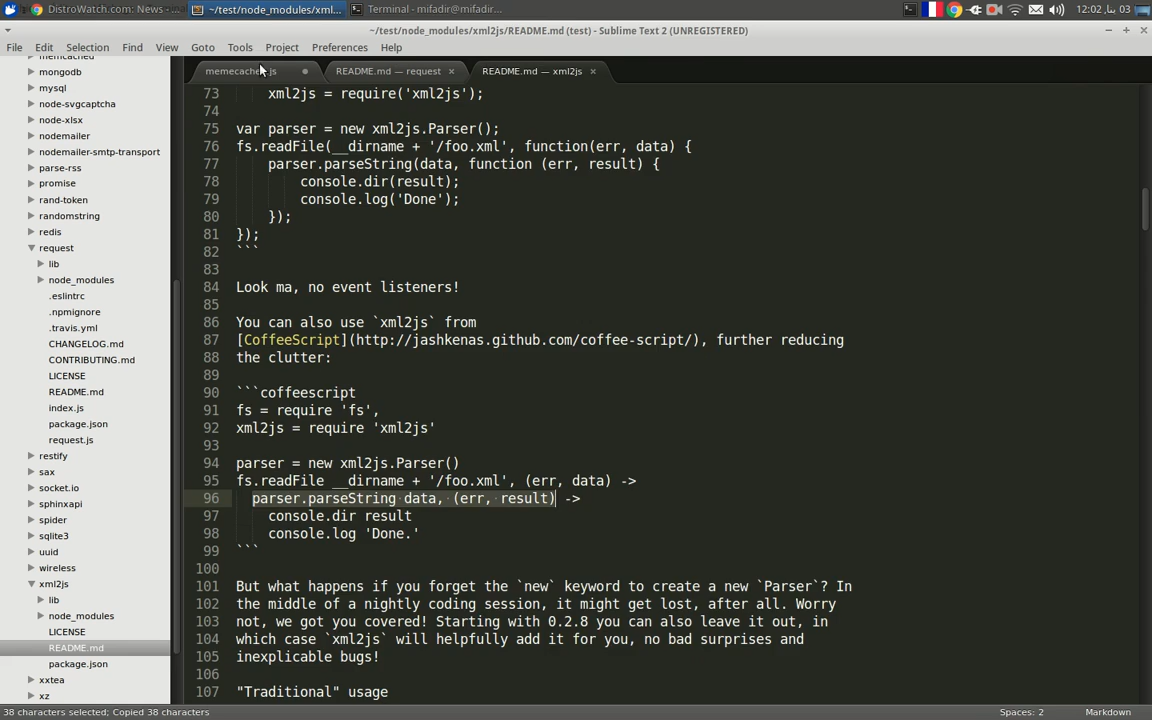 DistroWatch.com: News - ...
~/test/node_modules/xml...
Terminal - mifadir@mifadir...
12:02 ‏بنا, 03
~/test/node_modules/xml2js/README.md (test) - Sublime Text 2 (UNREGISTERED)
File Edit Selection Find View Goto Tools Project Preferences Help
README.md — request
README.md — xml2js
memcached
mongodb
mysql
node-svgcaptcha
node-xlsx
nodemailer
nodemailer-smtp-transport
parse-rss
promise
rand-token
randomstring
redis
request
lib
node_modules
.eslintrc
.npmignore
.travis.yml
CHANGELOG.md
CONTRIBUTING.md
LICENSE
README.md
index.js
package.json
request.js
restify
sax
socket.io
sphinxapi
spider
sqlite3
uuid
wireless
xml2js
lib
node_modules
LICENSE
README.md
package.json
xxtea
xz
73     xml2js = require('xml2js');
74
75 var parser = new xml2js.Parser();
76 fs.readFile(__dirname + '/foo.xml', function(err, data) {
77     parser.parseString(data, function (err, result) {
78         console.dir(result);
79         console.log('Done');
80     });
81 });
82 ```
83
84 Look ma, no event listeners!
85
86 You can also use `xml2js` from
87 [CoffeeScript](http://jashkenas.github.com/coffee-script/), further reducing
88 the clutter:
89
90 ```coffeescript
91 fs = require 'fs',
92 xml2js = require 'xml2js'
93
94 parser = new xml2js.Parser()
95 fs.readFile __dirname + '/foo.xml', (err, data) ->
96   parser.parseString data, (err, result) ->
97     console.dir result
98     console.log 'Done.'
99 ```
100
101 But what happens if you forget the `new` keyword to create a new `Parser`? In
102 the middle of a nightly coding session, it might get lost, after all. Worry
103 not, we got you covered! Starting with 0.2.8 you can also leave it out, in
104 which case `xml2js` will helpfully add it for you, no bad surprises and
105 inexplicable bugs!
106
107 "Traditional" usage
38 characters selected; Copied 38 characters
Spaces: 2
Markdown